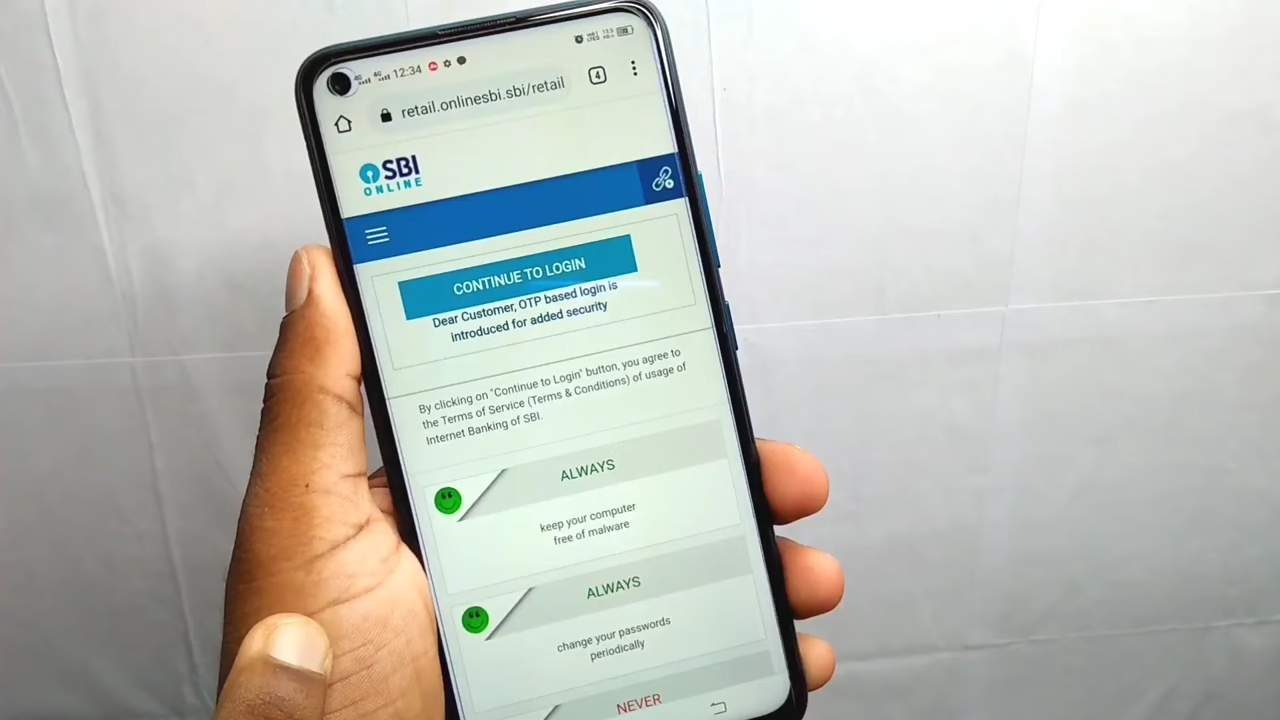 4G 4G 12:34
retail.onlinesbi.sbi/retail
4
SBI
ONLINE
CONTINUE TO LOGIN
Dear Customer, OTP based login is
introduced for added security
By clicking on "Continue to Login" button, you agree to
the Terms of Service (Terms & Conditions) of usage of
Internet Banking of SBI.
ALWAYS
keep your computer
free of malware
ALWAYS
change your passwords
periodically
NEVER